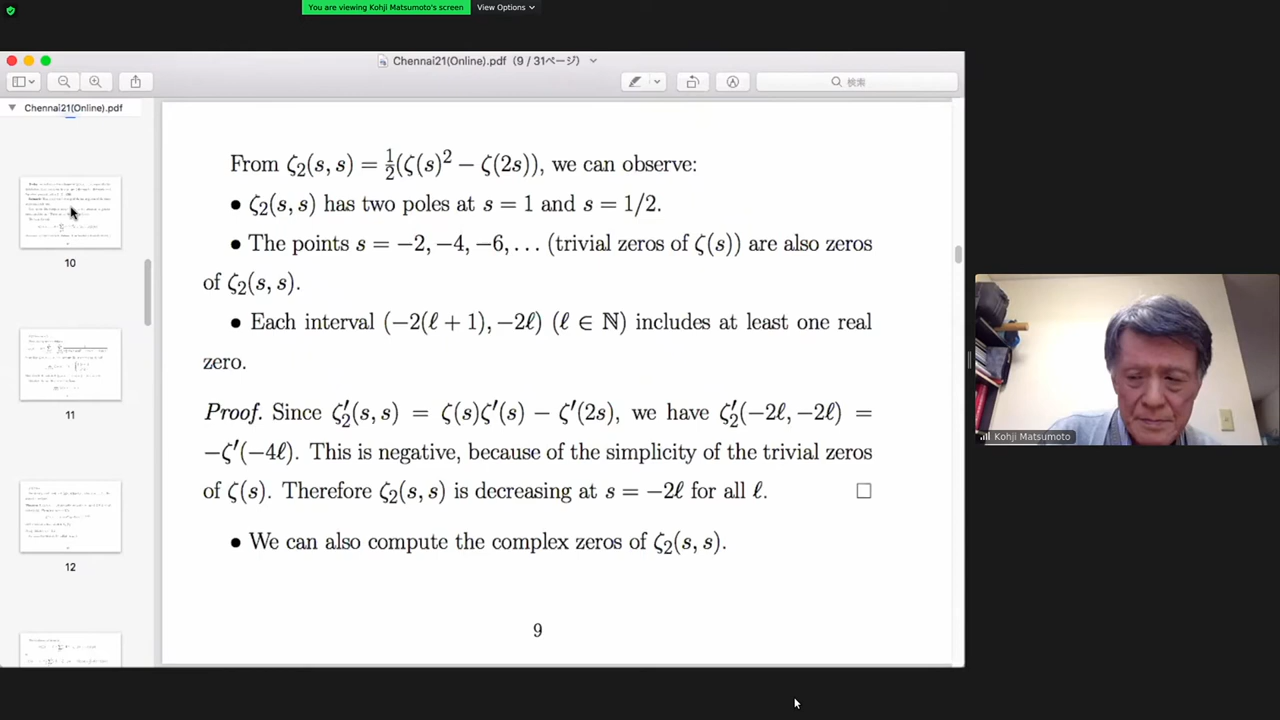 You are viewing Kohji Matsumoto's screen
View Options
Chennai21(Online).pdf (9 / 31ページ)
検索
Chennai21(Online).pdf
10
11
12
From ζ₂(s, s) = ½(ζ(s)² − ζ(2s)), we can observe:
• ζ₂(s, s) has two poles at s = 1 and s = 1/2.
• The points s = −2, −4, −6, … (trivial zeros of ζ(s)) are also zeros
of ζ₂(s, s).
• Each interval (−2(ℓ + 1), −2ℓ) (ℓ ∈ ℕ) includes at least one real
zero.
Proof. Since ζ₂′(s, s) = ζ(s)ζ′(s) − ζ′(2s), we have ζ₂′(−2ℓ, −2ℓ) =
−ζ′(−4ℓ). This is negative, because of the simplicity of the trivial zeros
of ζ(s). Therefore ζ₂(s, s) is decreasing at s = −2ℓ for all ℓ. □
• We can also compute the complex zeros of ζ₂(s, s).
9
Kohji Matsumoto